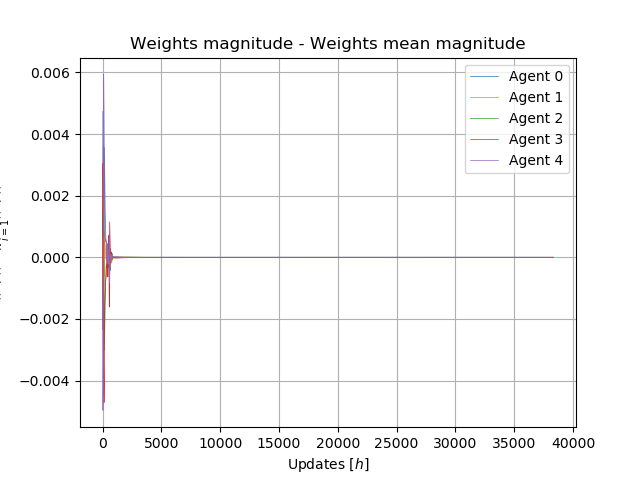 Weights magnitude - Weights mean magnitude
0.006
0.004
0.002
0.000
−0.002
−0.004
0
5000
10000
15000
20000
25000
30000
35000
40000
Updates [h]
Agent 0
Agent 1
Agent 2
Agent 3
Agent 4